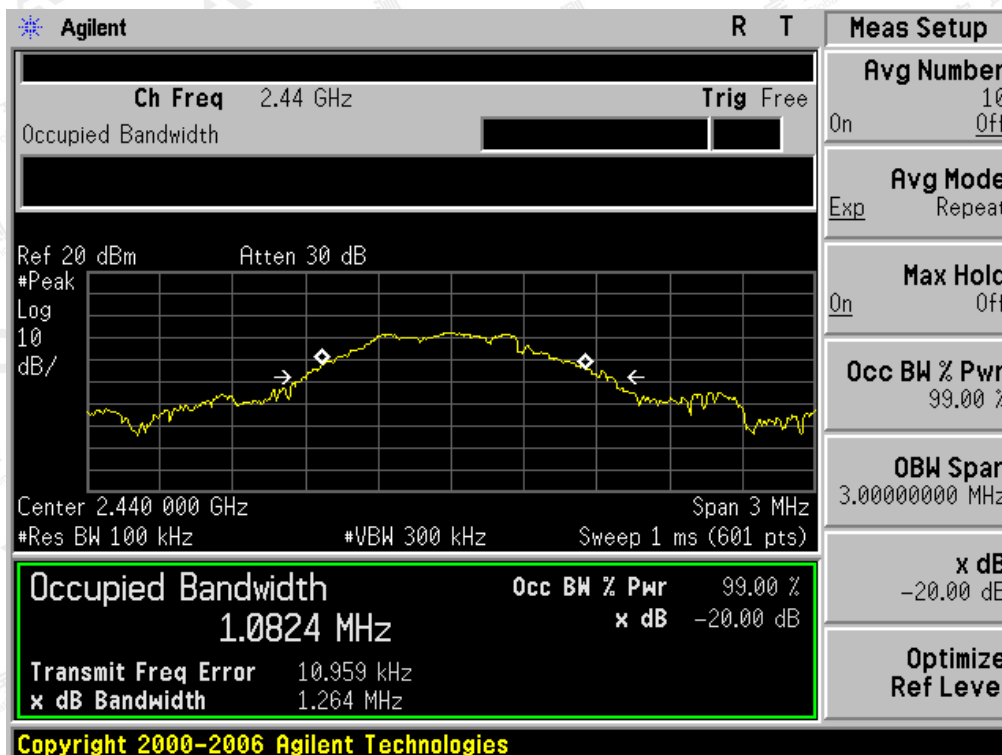 Agilent R T
Ch Freq 2.44 GHz Trig Free
Occupied Bandwidth
Ref 20 dBm Atten 30 dB
#Peak
Log
10
dB/
Center 2.440 000 GHz Span 3 MHz
#Res BW 100 kHz #VBW 300 kHz Sweep 1 ms (601 pts)
Occupied Bandwidth Occ BW % Pwr 99.00 %
1.0824 MHz x dB -20.00 dB
Transmit Freq Error 10.959 kHz
x dB Bandwidth 1.264 MHz
Copyright 2000-2006 Agilent Technologies
Meas Setup
Avg Number
10
On Off
Avg Mode
Exp Repeat
Max Hold
On Off
Occ BW % Pwr
99.00 %
OBW Span
3.00000000 MHz
x dB
-20.00 dB
Optimize
Ref Level